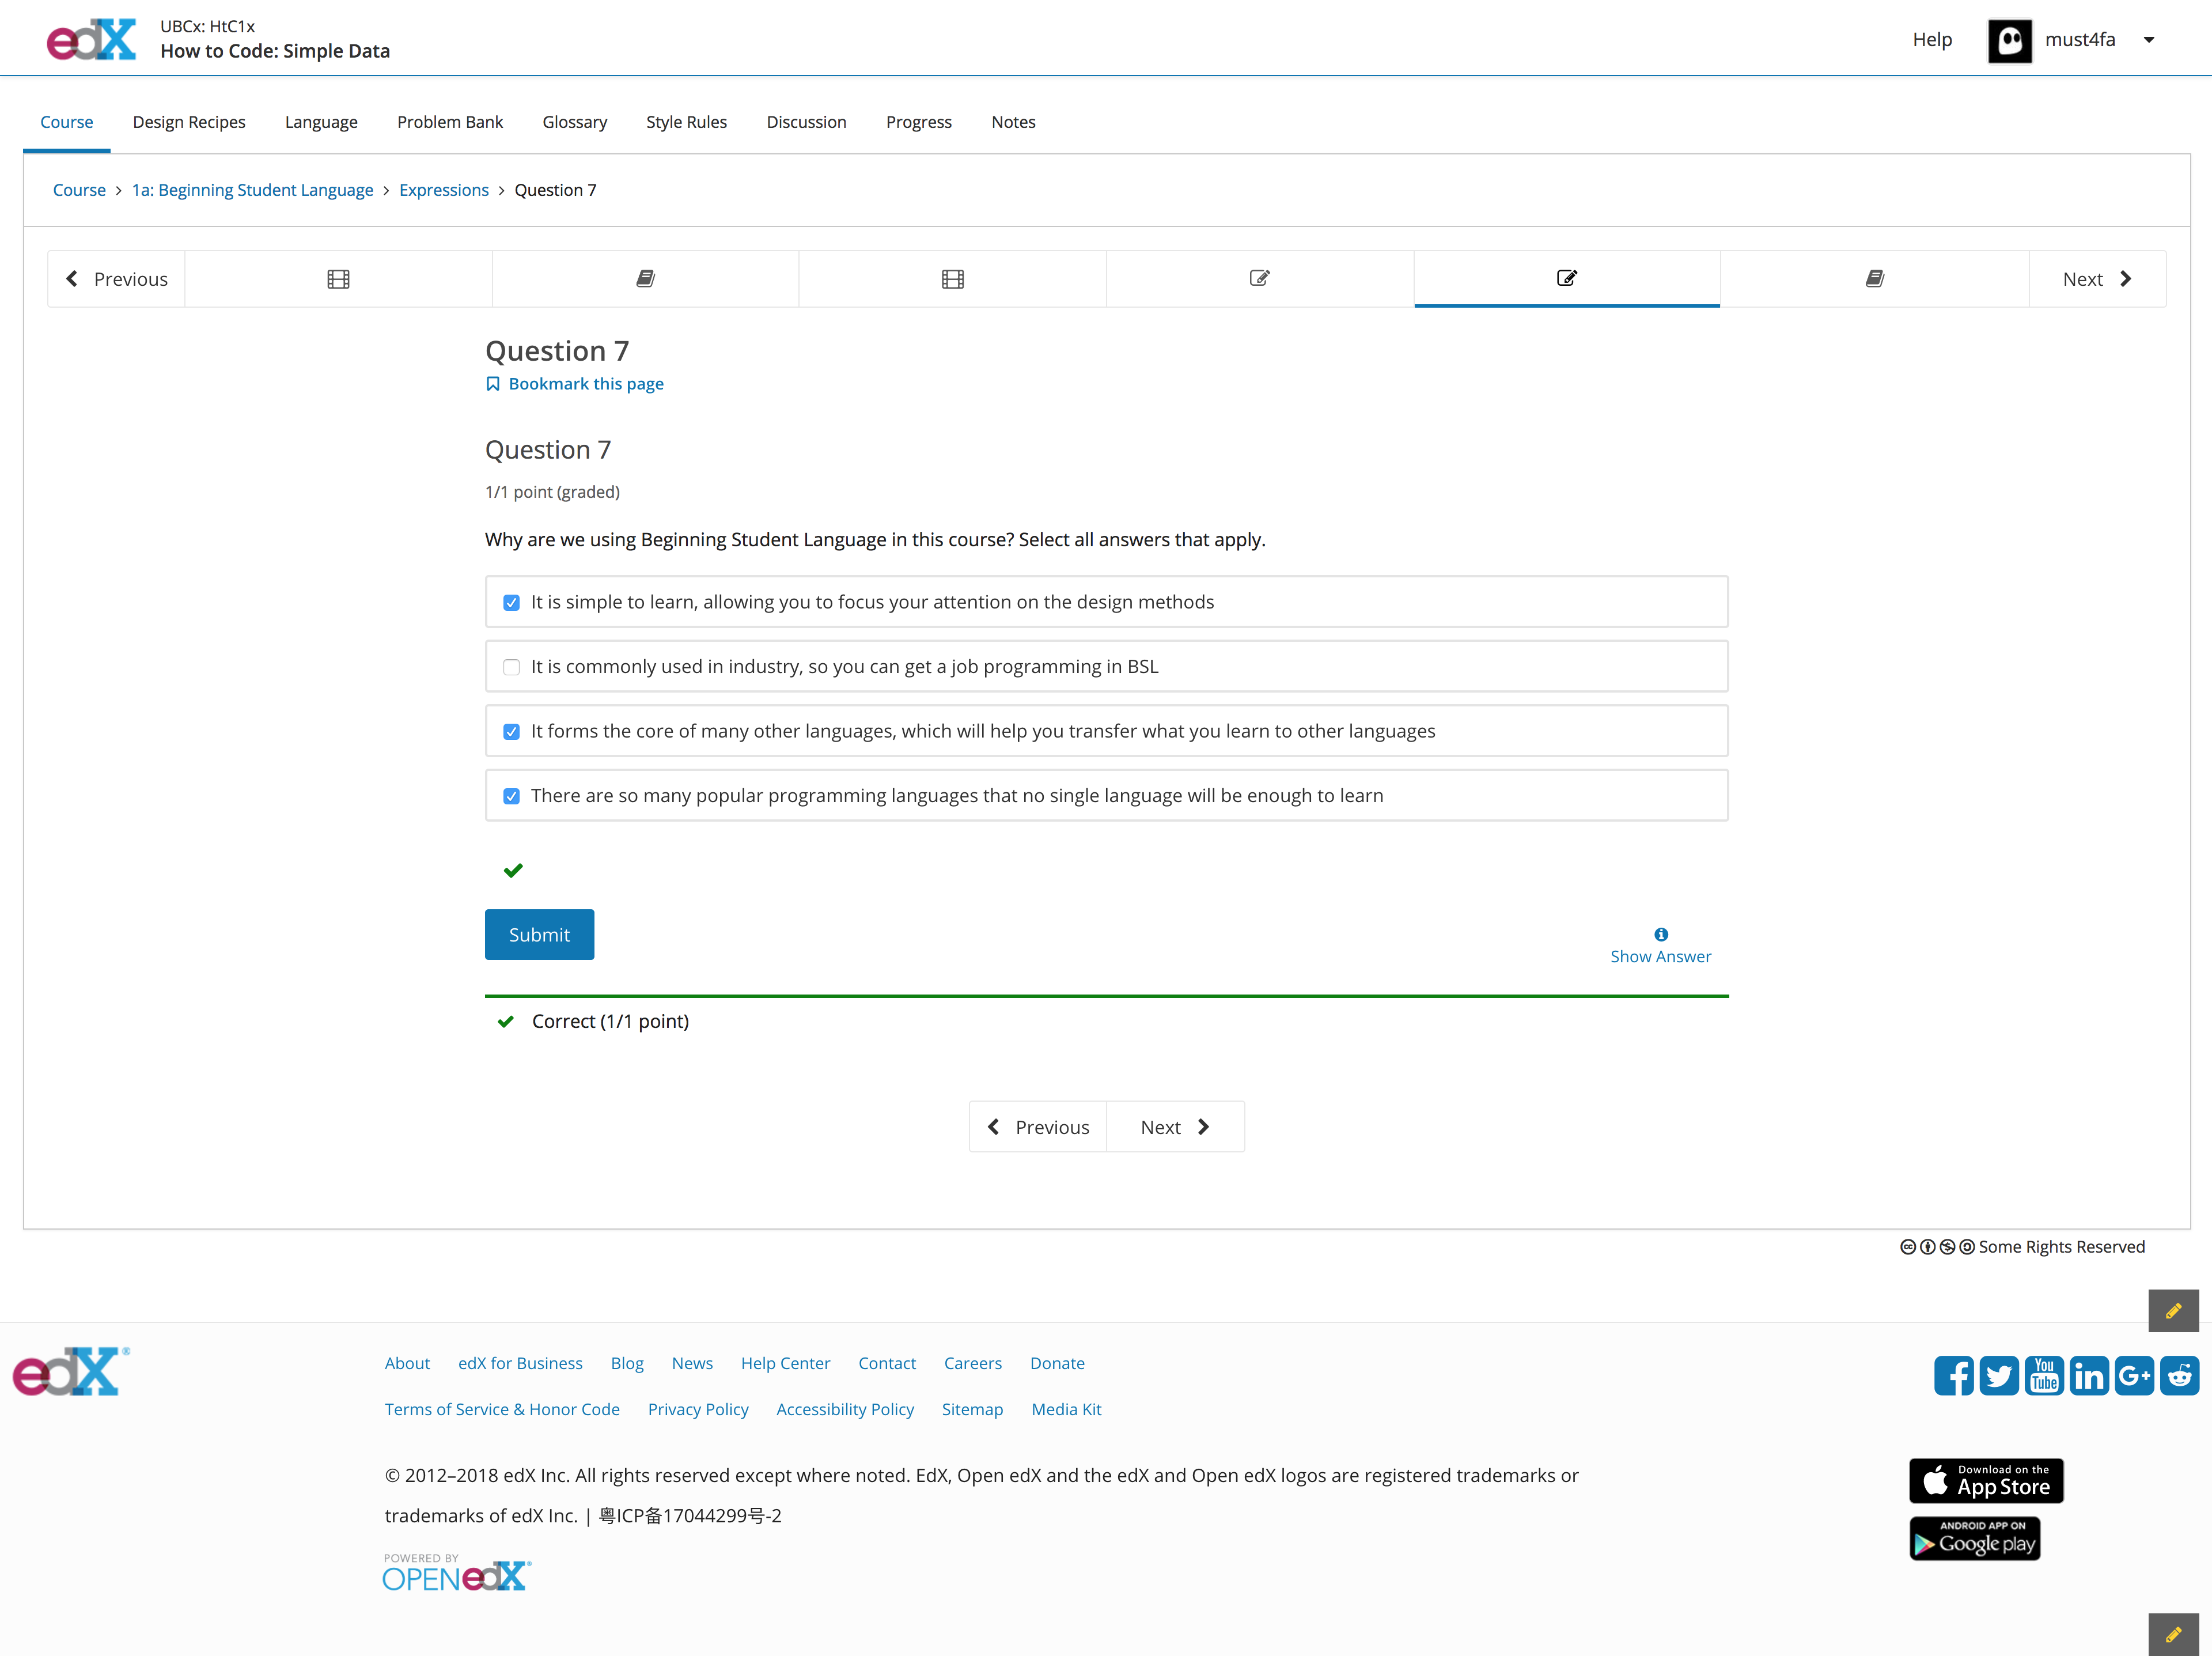 edX
UBCx: HtC1x
How to Code: Simple Data
Help
must4fa
Course
Design Recipes
Language
Problem Bank
Glossary
Style Rules
Discussion
Progress
Notes
Course > 1a: Beginning Student Language > Expressions > Question 7
Previous
Next
Question 7
Bookmark this page
Question 7
1/1 point (graded)
Why are we using Beginning Student Language in this course? Select all answers that apply.
It is simple to learn, allowing you to focus your attention on the design methods
It is commonly used in industry, so you can get a job programming in BSL
It forms the core of many other languages, which will help you transfer what you learn to other languages
There are so many popular programming languages that no single language will be enough to learn
Submit
Show Answer
Correct (1/1 point)
Previous
Next
Some Rights Reserved
edX®
About
edX for Business
Blog
News
Help Center
Contact
Careers
Donate
You
Tube
in
G+
Terms of Service & Honor Code
Privacy Policy
Accessibility Policy
Sitemap
Media Kit
© 2012–2018 edX Inc. All rights reserved except where noted. EdX, Open edX and the edX and Open edX logos are registered trademarks or
trademarks of edX Inc. | 粤ICP备17044299号-2
Download on the
App Store
ANDROID APP ON
Google play
POWERED BY
OPEN edX